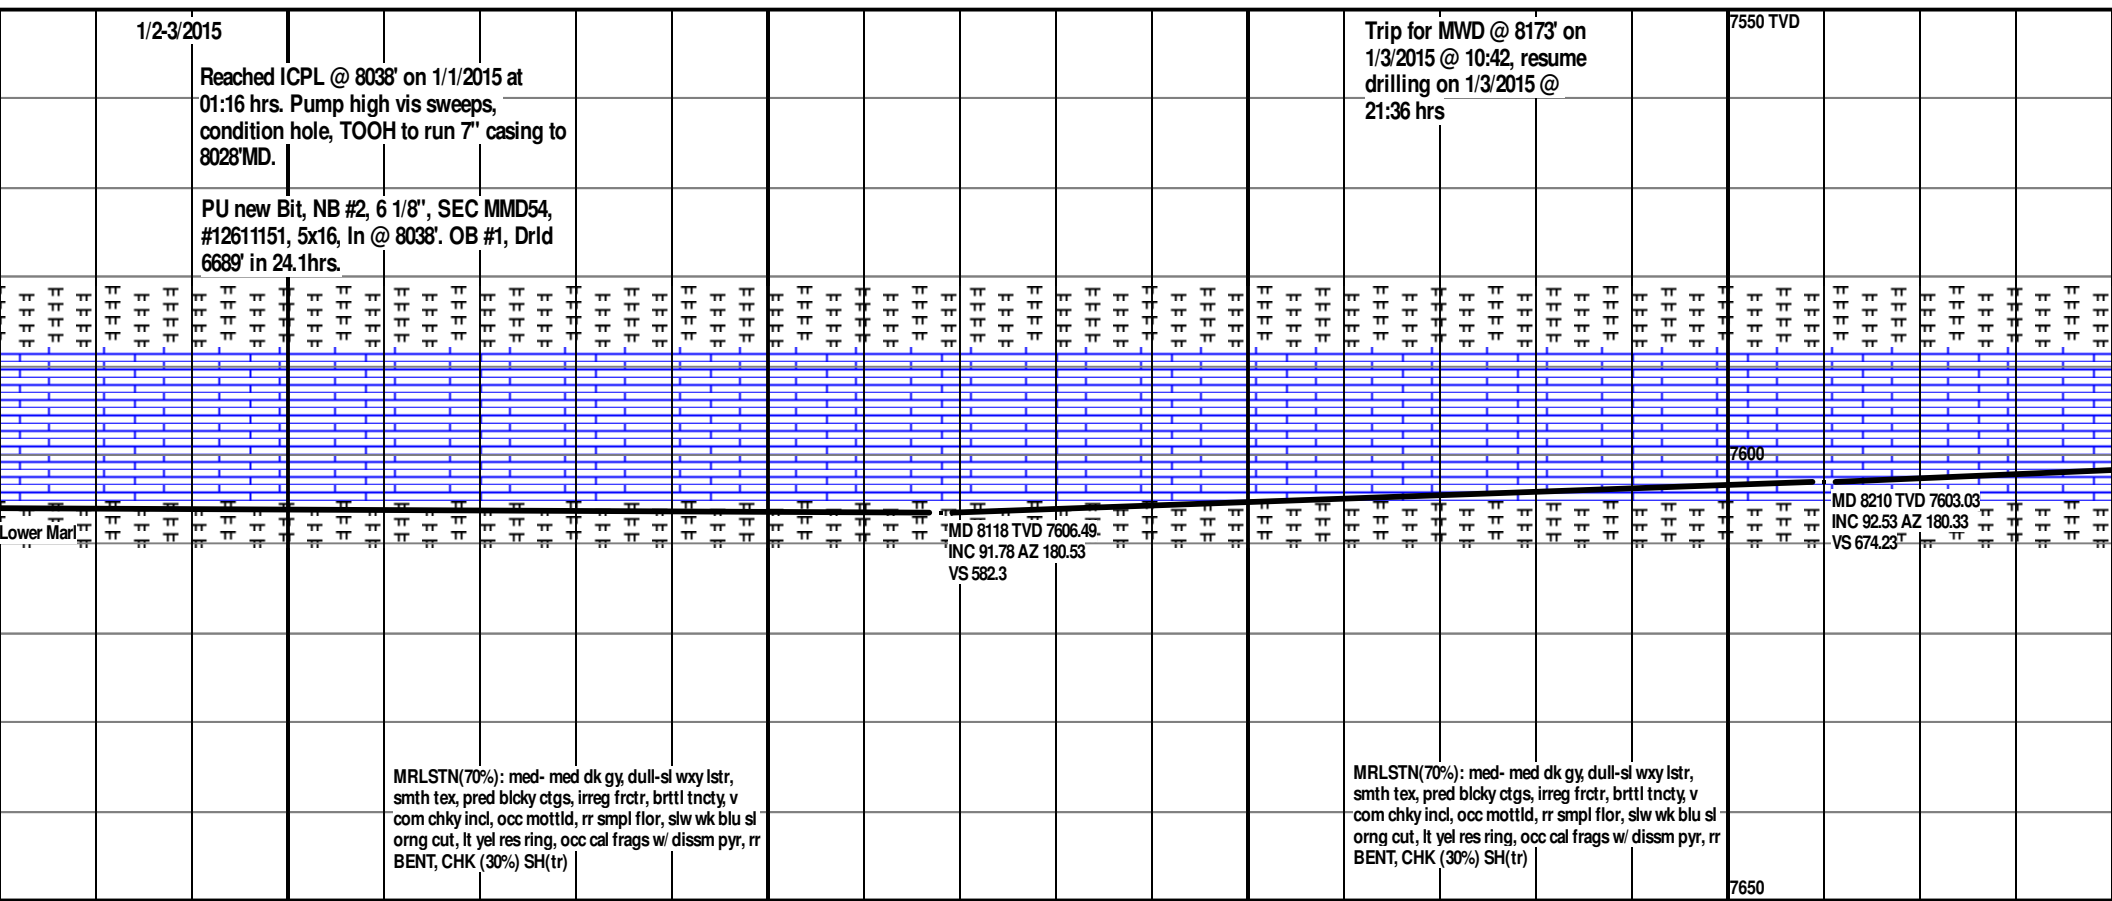 1/2-3/2015
Reached ICPL @ 8038' on 1/1/2015 at
01:16 hrs. Pump high vis sweeps,
condition hole, TOOH to run 7" casing to
8028'MD.
PU new Bit, NB #2, 6 1/8", SEC MMD54,
#12611151, 5x16, In @ 8038'. OB #1, Drld
6689' in 24.1hrs.
Trip for MWD @ 8173' on
1/3/2015 @ 10:42, resume
drilling on 1/3/2015 @
21:36 hrs
7550 TVD
7600
Lower Marl
MD 8118 TVD 7606.49
INC 91.78 AZ 180.53
VS 582.3
MD 8210 TVD 7603.03
INC 92.53 AZ 180.33
VS 674.23
MRLSTN(70%): med- med dk gy, dull-sl wxy lstr,
smth tex, pred blcky ctgs, irreg frctr, brttl tncty, v
com chky incl, occ mottld, rr smpl flor, slw wk blu sl
orng cut, lt yel res ring, occ cal frags w/ dissm pyr, rr
BENT, CHK (30%) SH(tr)
MRLSTN(70%): med- med dk gy, dull-sl wxy lstr,
smth tex, pred blcky ctgs, irreg frctr, brttl tncty, v
com chky incl, occ mottld, rr smpl flor, slw wk blu sl
orng cut, lt yel res ring, occ cal frags w/ dissm pyr, rr
BENT, CHK (30%) SH(tr)
7650